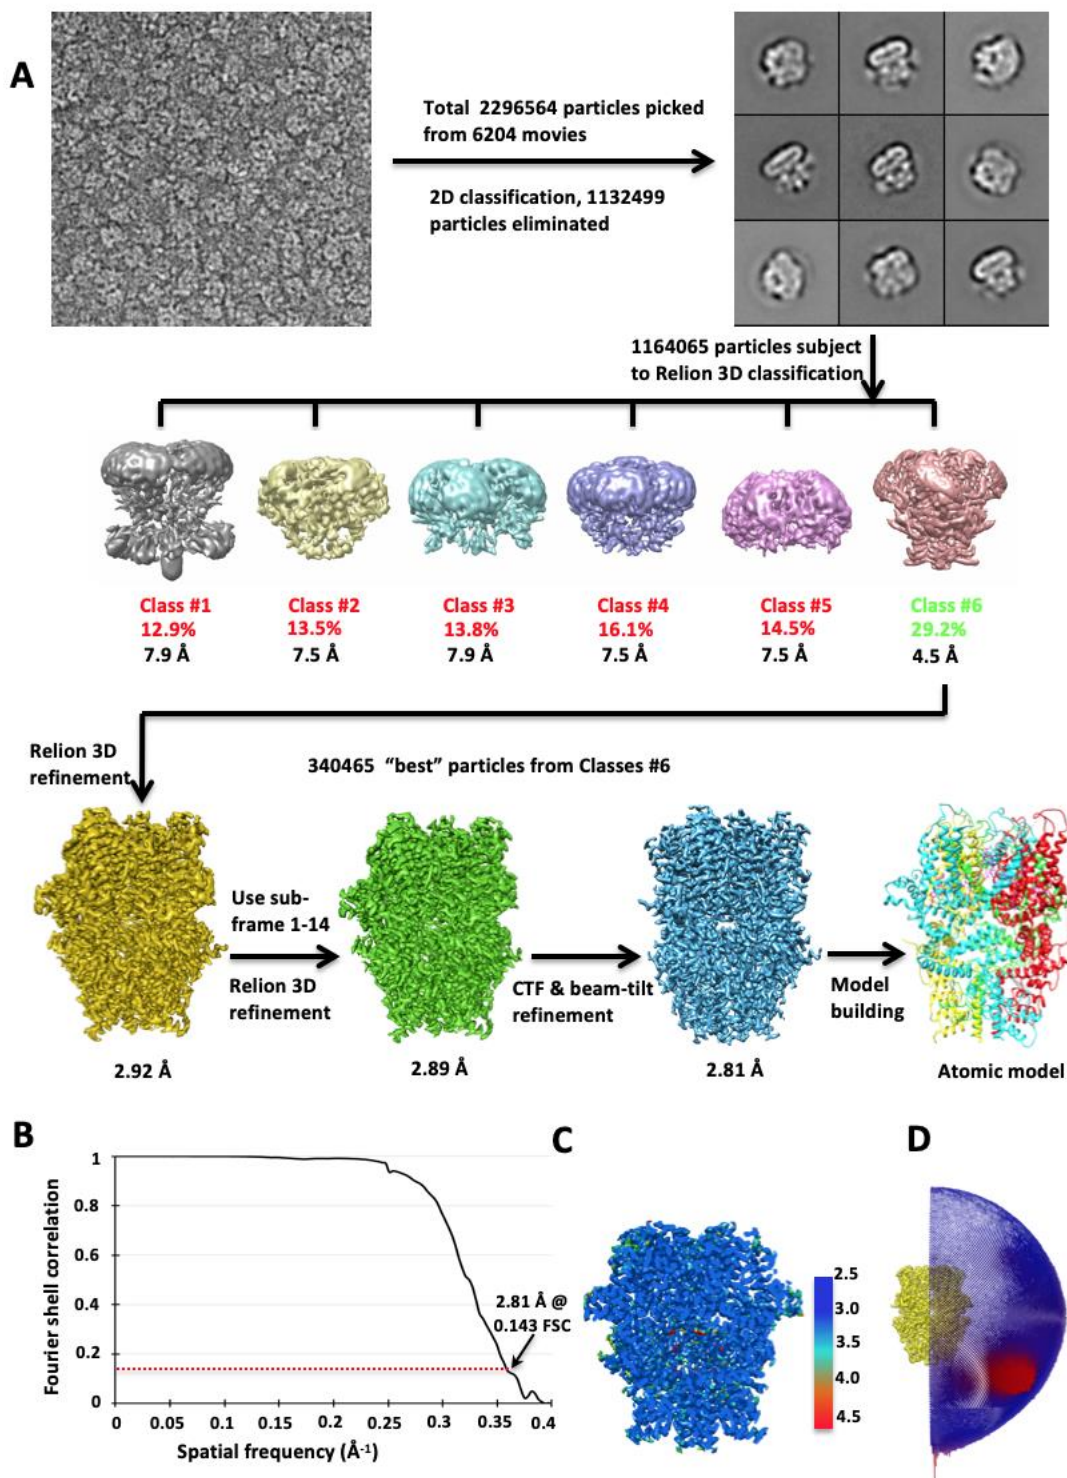 A
Total 2296564 particles picked
from 6204 movies
2D classification, 1132499
particles eliminated
1164065 particles subject
to Relion 3D classification
Class #1
12.9%
7.9 Å
Class #2
13.5%
7.5 Å
Class #3
13.8%
7.9 Å
Class #4
16.1%
7.5 Å
Class #5
14.5%
7.5 Å
Class #6
29.2%
4.5 Å
Relion 3D
refinement
340465 “best” particles from Classes #6
Use sub-
frame 1-14
Relion 3D
refinement
CTF & beam-tilt
refinement
Model
building
2.92 Å
2.89 Å
2.81 Å
Atomic model
B
Fourier shell correlation
1
0.8
0.6
0.4
0.2
0
2.81 Å @
0.143 FSC
0
0.05
0.1
0.15
0.2
0.25
0.3
0.35
0.4
Spatial frequency (Å⁻¹)
C
2.5
3.0
3.5
4.0
4.5
D